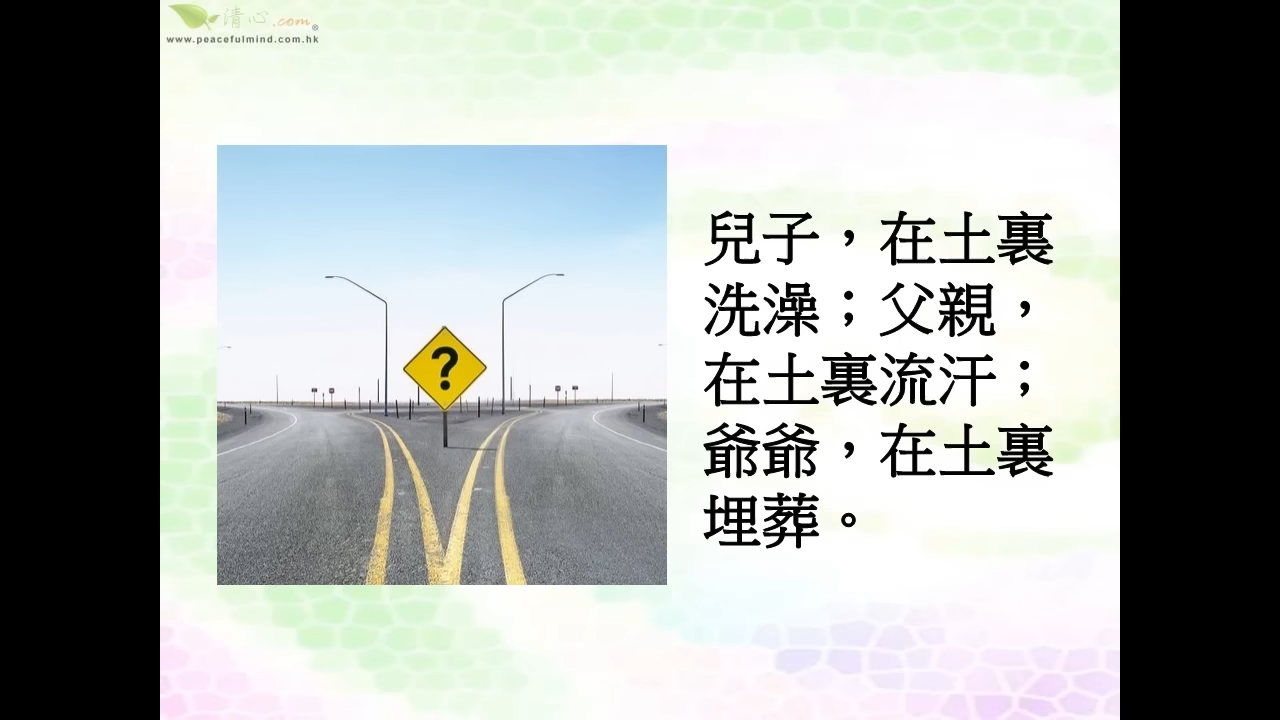 清心.com®
www.peacefulmind.com.hk
?
兒子，在土裏
洗澡；父親，
在土裏流汗；
爺爺，在土裏
埋葬。